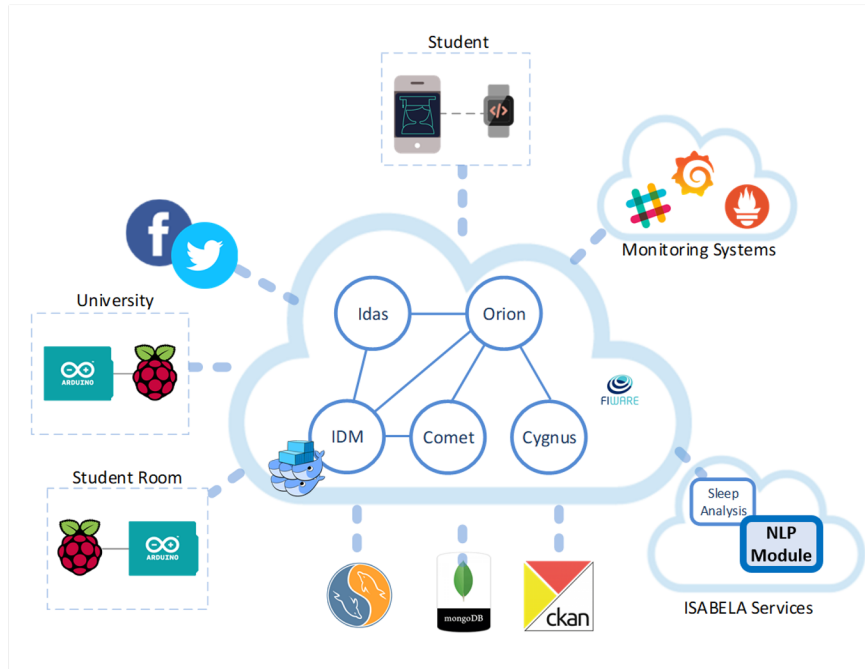 Student
</>
Monitoring Systems
f
University
ARDUINO
Idas
Orion
FIWARE
IDM
Comet
Cygnus
Student Room
ARDUINO
Sleep
Analysis
NLP
Module
mongoDB
ckan
ISABELA Services